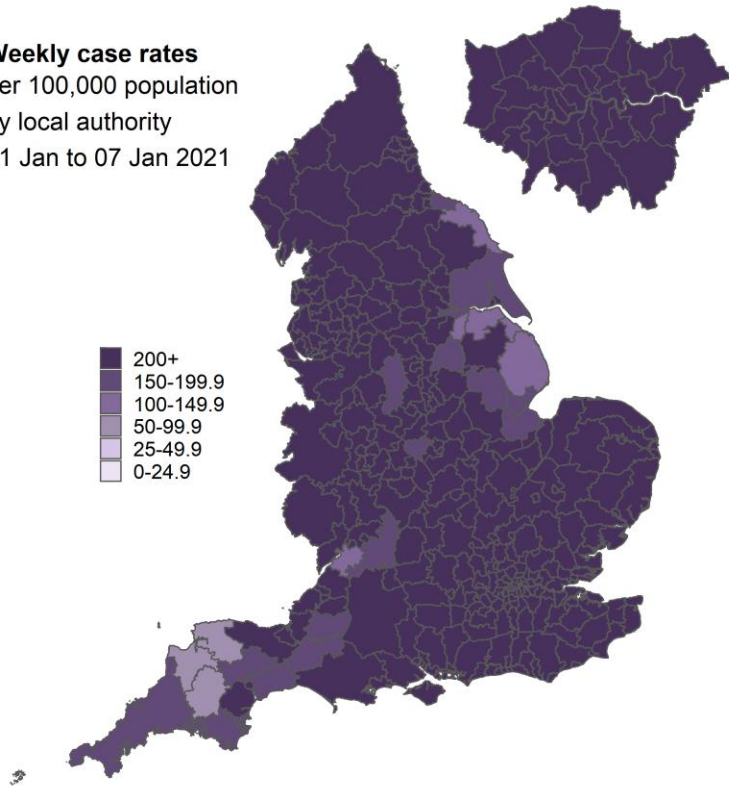 Weekly case rates
er 100,000 population
y local authority
1 Jan to 07 Jan 2021
200+
150-199.9
100-149.9
50-99.9
25-49.9
0-24.9